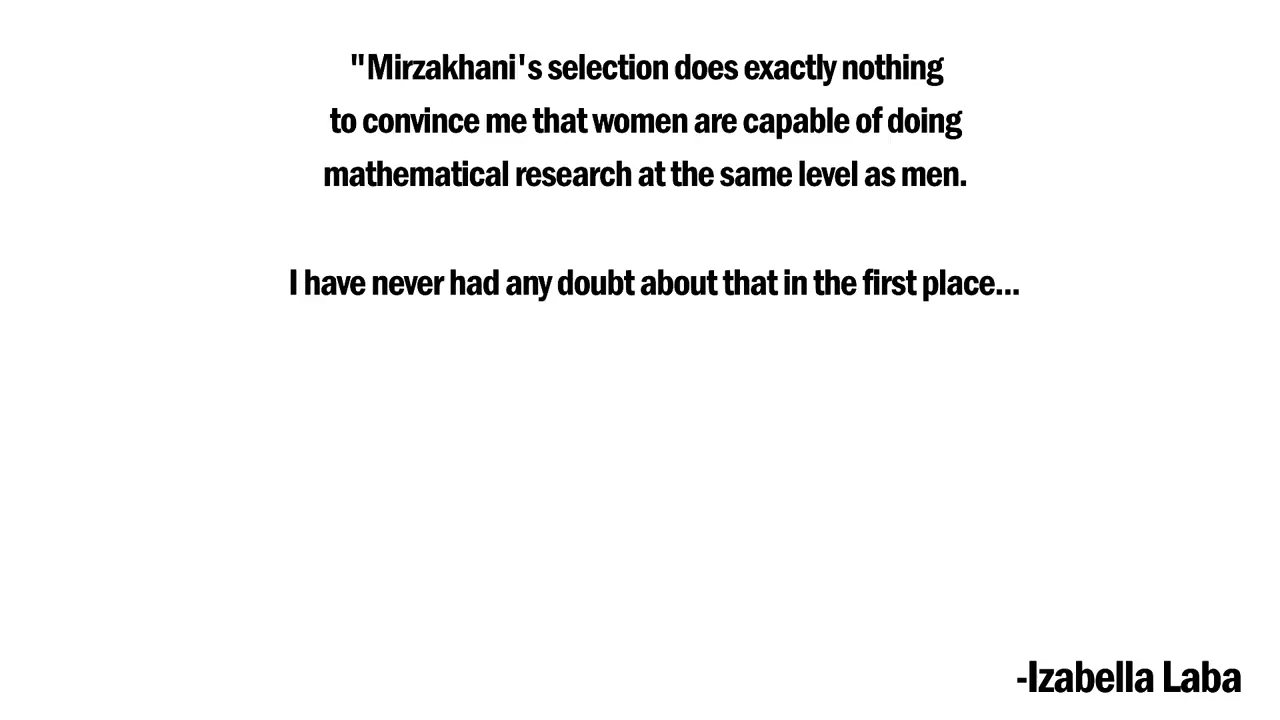 "Mirzakhani's selection does exactly nothing
to convince me that women are capable of doing
mathematical research at the same level as men.
I have never had any doubt about that in the first place...
-Izabella Laba